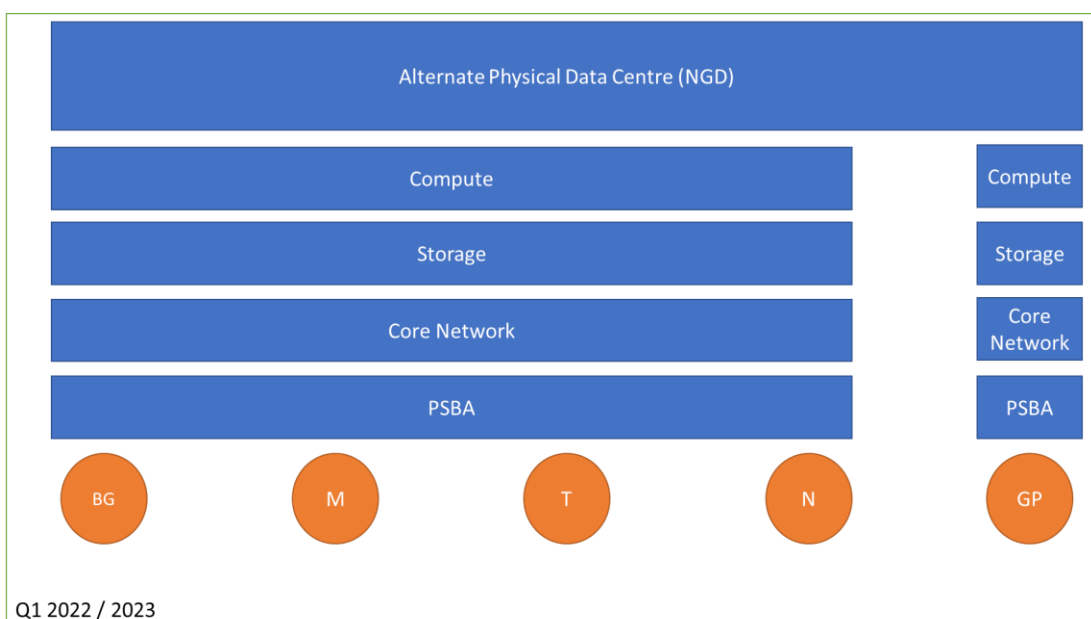 Alternate Physical Data Centre (NGD)
Compute
Compute
Storage
Storage
Core Network
Core
Network
PSBA
PSBA
BG
M
T
N
GP
Q1 2022 / 2023